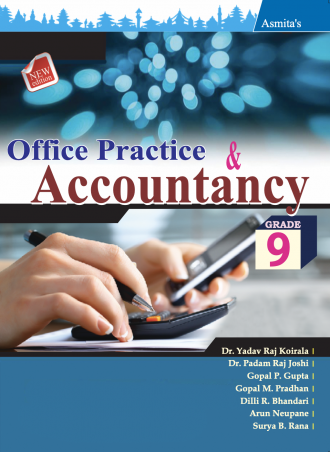 Asmita's
NEW
edition
Office Practice
&
Accountancy
GRADE
9
Dr. Yadav Raj Koirala
Dr. Padam Raj Joshi
Gopal P. Gupta
Gopal M. Pradhan
Dilli R. Bhandari
Arun Neupane
Surya B. Rana